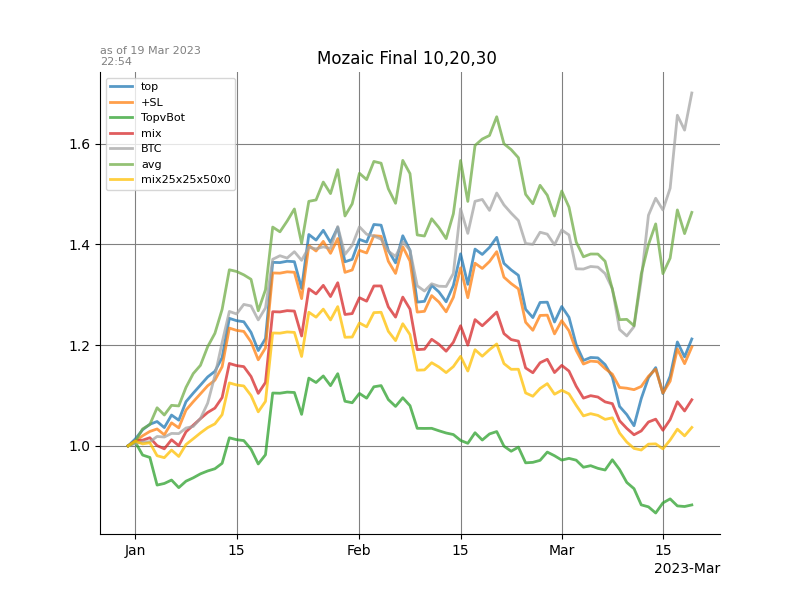 as of 19 Mar 2023
22:54
Mozaic Final 10,20,30
top
+SL
TopvBot
mix
BTC
avg
mix25x25x50x0
1.6
1.4
1.2
1.0
Jan
15
Feb
15
Mar
15
2023-Mar